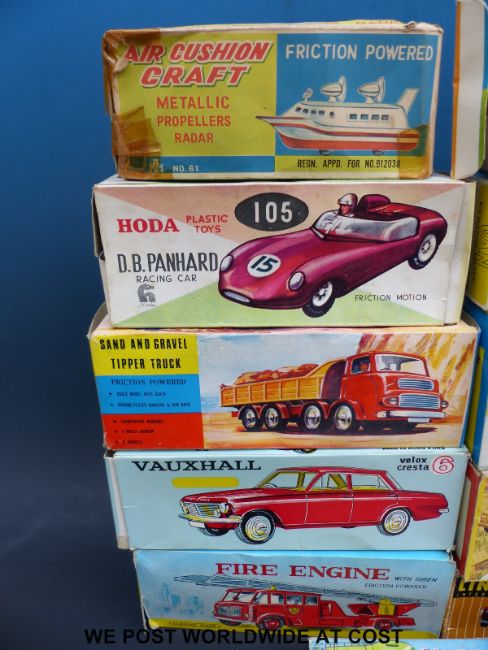 AIR CUSHION
CRAFT
METALLIC
PROPELLERS
RADAR
NO. 61
FRICTION POWERED
REGN. APPD. FOR NO.912038
HODA PLASTIC
TOYS
105
D.B. PANHARD
RACING CAR
15
FRICTION MOTION
SAND AND GRAVEL
TIPPER TRUCK
FRICTION POWERED
VAUXHALL
velox
cresta 6
FIRE ENGINE WITH SIREN
FRICTION POWERED
WE POST WORLDWIDE AT COST